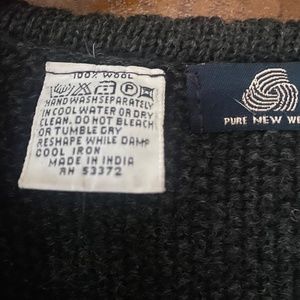 100% WOOL
HAND WASH SEPARATELY
IN COOL WATER OR DRY
CLEAN. DO NOT BLEACH
OR TUMBLE DRY
RESHAPE WHILE DAMP
COOL IRON
MADE IN INDIA
RN 53372
PURE NEW W